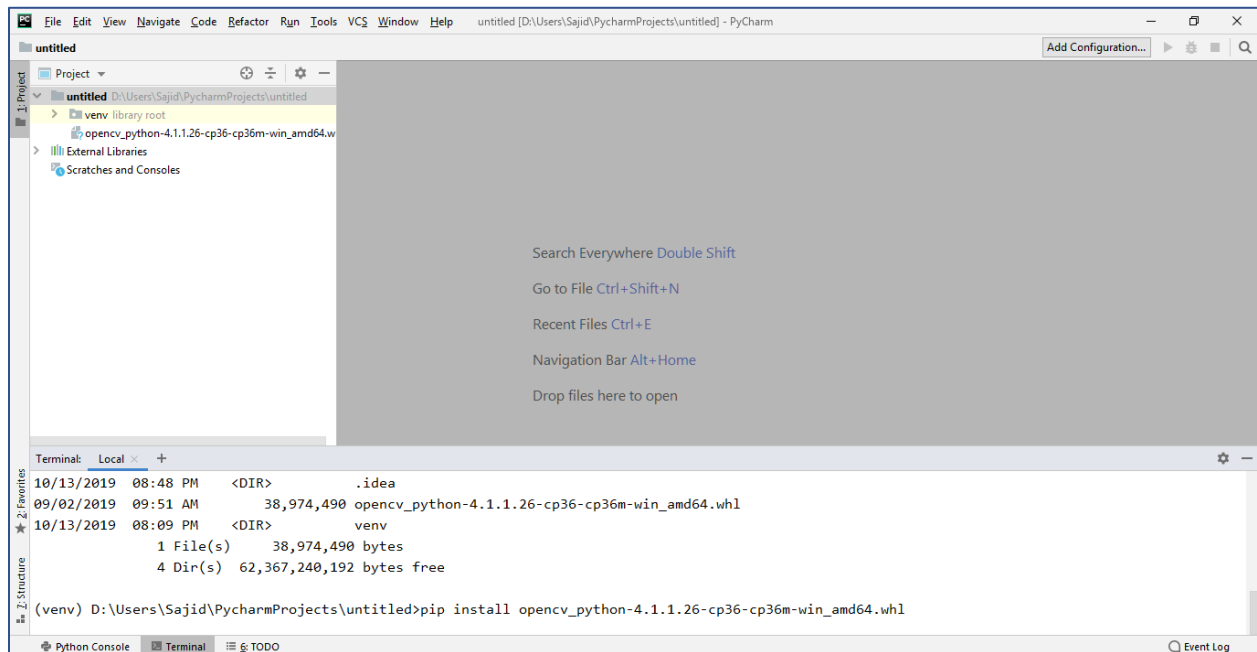 PC File Edit View Navigate Code Refactor Run Tools VCS Window Help untitled [D:\Users\Sajid\PycharmProjects\untitled] - PyCharm
untitled Add Configuration...
1: Project
Project
untitled D:\Users\Sajid\PycharmProjects\untitled
venv library root
opencv_python-4.1.1.26-cp36-cp36m-win_amd64.w
External Libraries
Scratches and Consoles
Search Everywhere Double Shift
Go to File Ctrl+Shift+N
Recent Files Ctrl+E
Navigation Bar Alt+Home
Drop files here to open
2: Favorites
7: Structure
Terminal: Local × +
10/13/2019 08:48 PM <DIR> .idea
09/02/2019 09:51 AM 38,974,490 opencv_python-4.1.1.26-cp36-cp36m-win_amd64.whl
10/13/2019 08:09 PM <DIR> venv
1 File(s) 38,974,490 bytes
4 Dir(s) 62,367,240,192 bytes free
(venv) D:\Users\Sajid\PycharmProjects\untitled>pip install opencv_python-4.1.1.26-cp36-cp36m-win_amd64.whl
Python Console Terminal 6: TODO Event Log